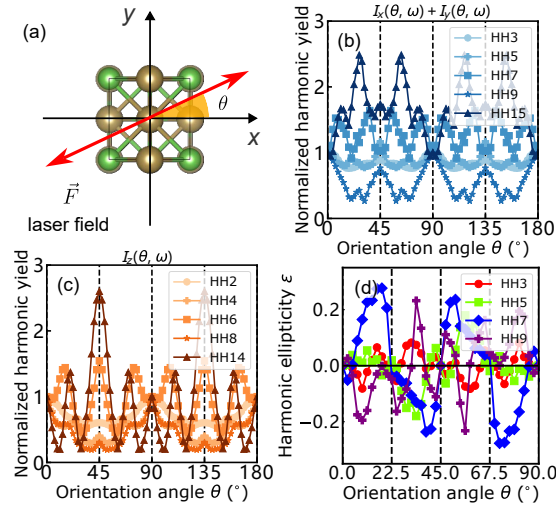 (a)
y
θ
x
F⃗
laser field
I_x(θ, ω) + I_y(θ, ω)
(b)
HH3
HH5
HH7
HH9
HH15
Normalized harmonic yield
3
2
1
0
0 45 90 135 180
Orientation angle θ (°)
I_z(θ, ω)
(c)
HH2
HH4
HH6
HH8
HH14
Normalized harmonic yield
3
2
1
0
0 45 90 135 180
Orientation angle θ (°)
(d)
HH3
HH5
HH7
HH9
Harmonic ellipticity ε
0.2
0.0
−0.2
0.0 22.5 45.0 67.5 90.0
Orientation angle θ (°)